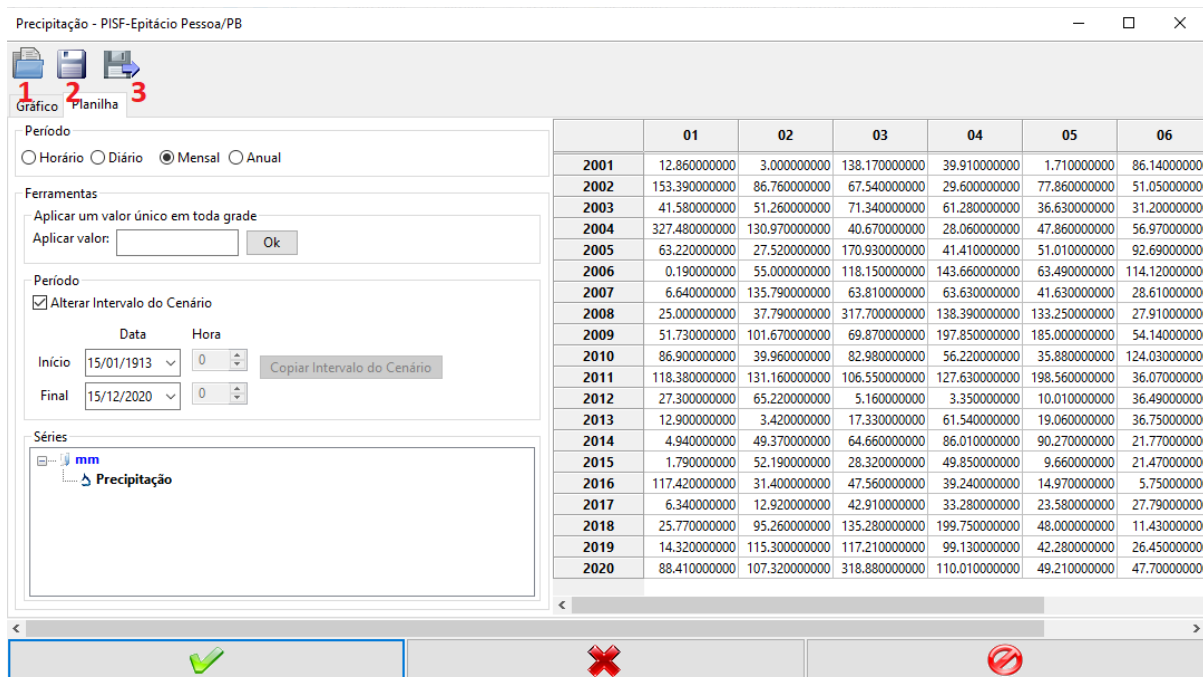 Precipitação - PISF-Epitácio Pessoa/PB
1 2 3
Gráfico Planilha
Período
Horário Diário Mensal Anual
Ferramentas
Aplicar um valor único em toda grade
Aplicar valor: Ok
Período
Alterar Intervalo do Cenário
Data Hora
Início 15/01/1913 0 Copiar Intervalo do Cenário
Final 15/12/2020 0
Séries
mm
Precipitação
01 02 03 04 05 06
2001 12.860000000 3.000000000 138.170000000 39.910000000 1.710000000 86.14000000
2002 153.390000000 86.760000000 67.540000000 29.600000000 77.860000000 51.05000000
2003 41.580000000 51.260000000 71.340000000 61.280000000 36.630000000 31.20000000
2004 327.480000000 130.970000000 40.670000000 28.060000000 47.860000000 56.97000000
2005 63.220000000 27.520000000 170.930000000 41.410000000 51.010000000 92.69000000
2006 0.190000000 55.000000000 118.150000000 143.660000000 63.490000000 114.12000000
2007 6.640000000 135.790000000 63.810000000 63.630000000 41.630000000 28.61000000
2008 25.000000000 37.790000000 317.700000000 138.390000000 133.250000000 27.91000000
2009 51.730000000 101.670000000 69.870000000 197.850000000 185.000000000 54.14000000
2010 86.900000000 39.960000000 82.980000000 56.220000000 35.880000000 124.03000000
2011 118.380000000 131.160000000 106.550000000 127.630000000 198.560000000 36.07000000
2012 27.300000000 65.220000000 5.160000000 3.350000000 10.010000000 36.49000000
2013 12.900000000 3.420000000 17.330000000 61.540000000 19.060000000 36.75000000
2014 4.940000000 49.370000000 64.660000000 86.010000000 90.270000000 21.77000000
2015 1.790000000 52.190000000 28.320000000 49.850000000 9.660000000 21.47000000
2016 117.420000000 31.400000000 47.560000000 39.240000000 14.970000000 5.75000000
2017 6.340000000 12.920000000 42.910000000 33.280000000 23.580000000 27.79000000
2018 25.770000000 95.260000000 135.280000000 199.750000000 48.000000000 11.43000000
2019 14.320000000 115.300000000 117.210000000 99.130000000 42.280000000 26.45000000
2020 88.410000000 107.320000000 318.880000000 110.010000000 49.210000000 47.70000000